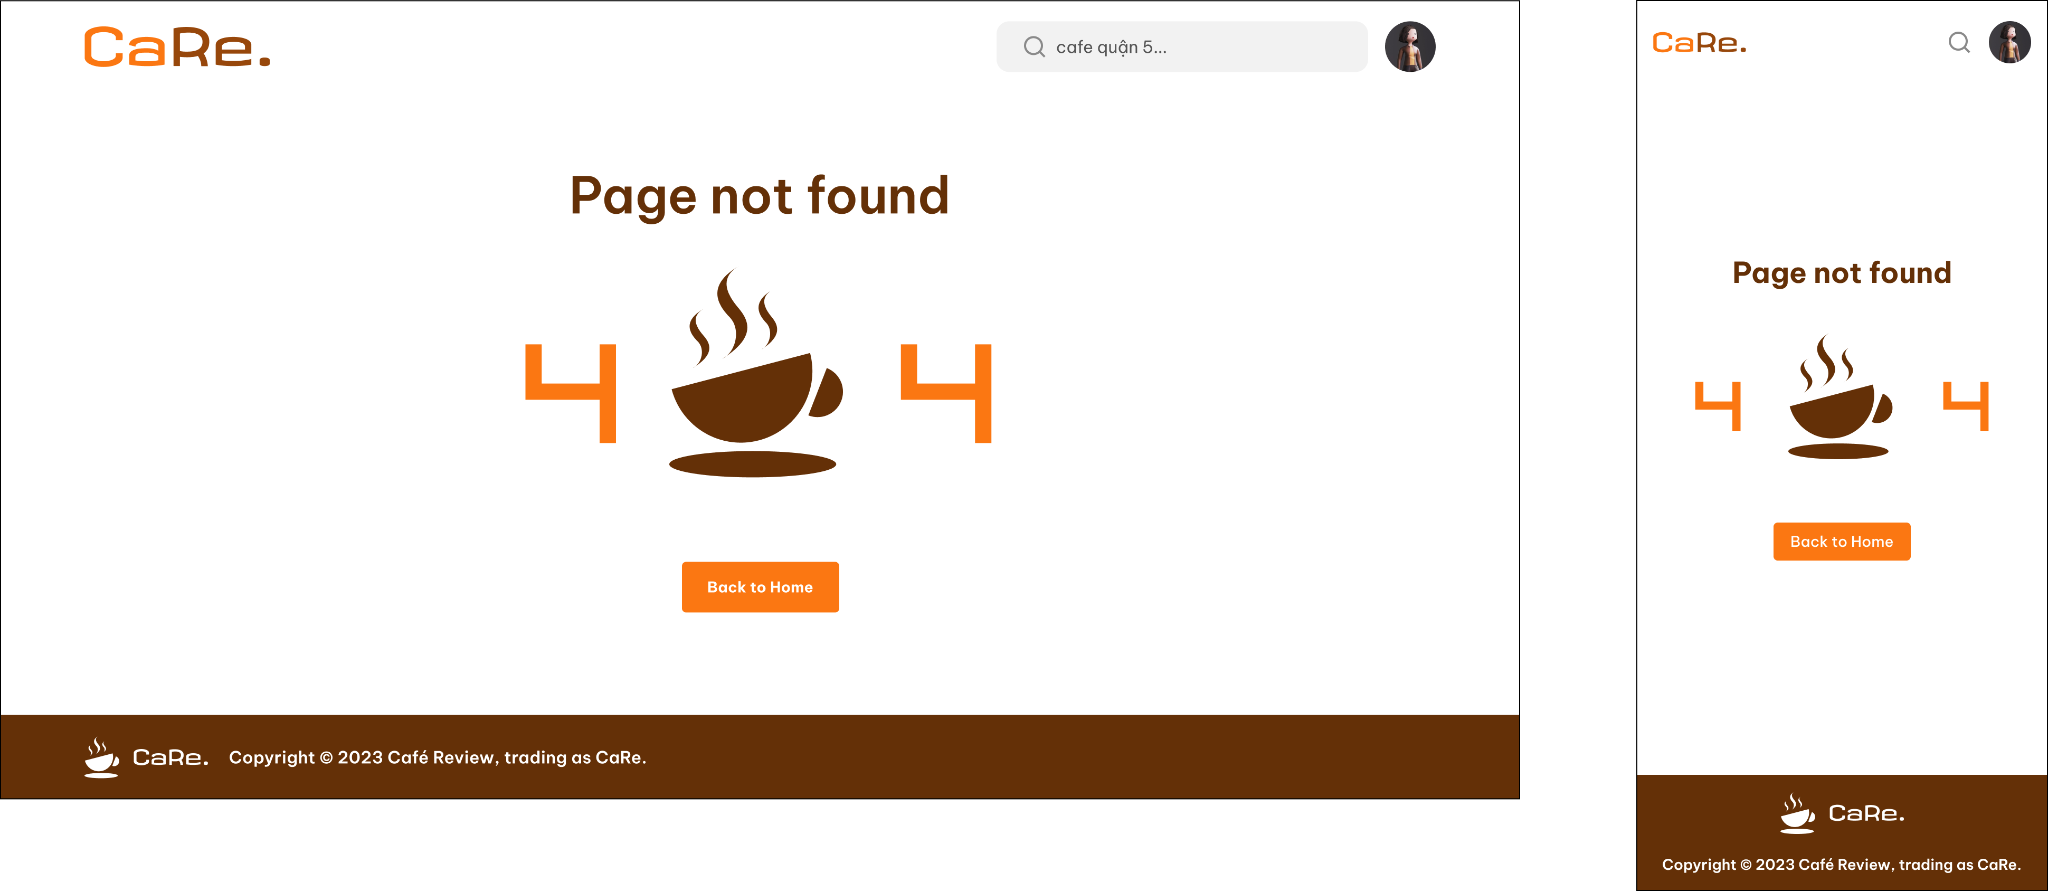 CaRe.
cafe quận 5...
Page not found
4 4
Back to Home
CaRe.
Copyright © 2023 Café Review, trading as CaRe.
CaRe.
Page not found
4 4
Back to Home
CaRe.
Copyright © 2023 Café Review, trading as CaRe.